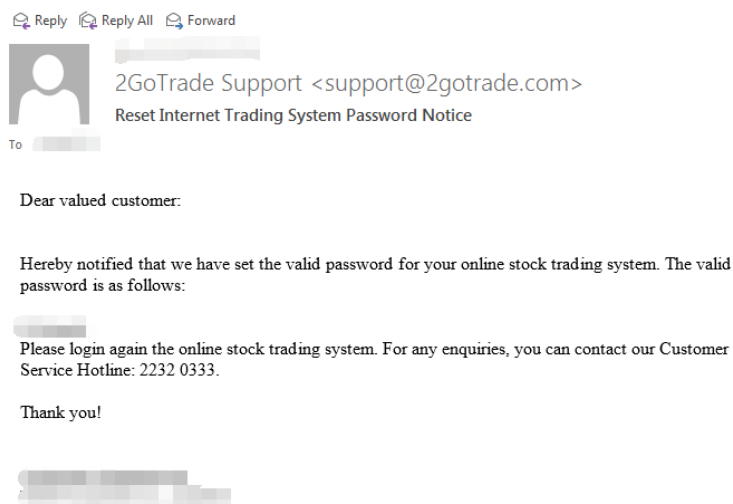 Reply Reply All Forward
2GoTrade Support <support@2gotrade.com>
Reset Internet Trading System Password Notice
To
Dear valued customer:
Hereby notified that we have set the valid password for your online stock trading system. The valid
password is as follows:
Please login again the online stock trading system. For any enquiries, you can contact our Customer
Service Hotline: 2232 0333.
Thank you!